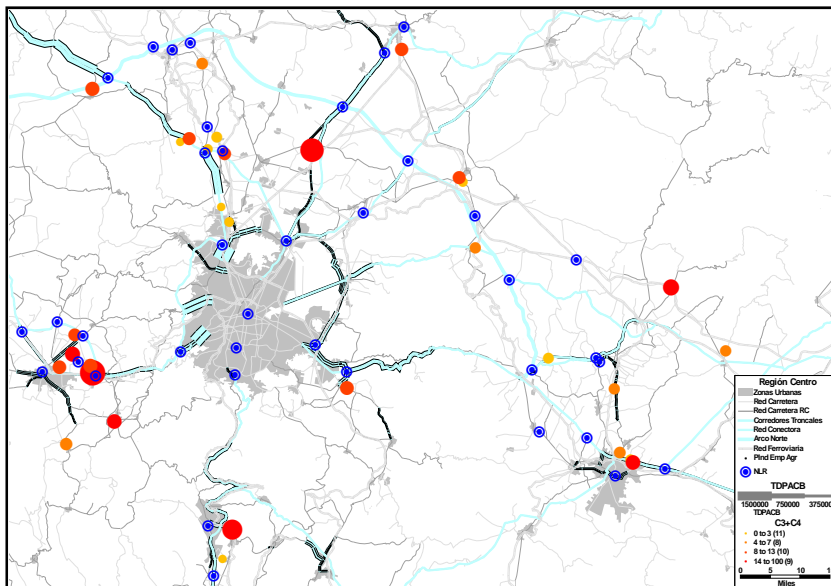 Región Centro
Zonas Urbanas
Red Carretera
Red Carretera RC
Corredores Troncales
Red Conectora
Arco Norte
Red Ferroviaria
Plnd Emp Agr
NLR
TDPACB
1500000 750000 375000
TDPACB
C3+C4
0 to 3 (11)
4 to 7 (8)
8 to 13 (10)
14 to 100 (9)
0 5 10 1
Miles